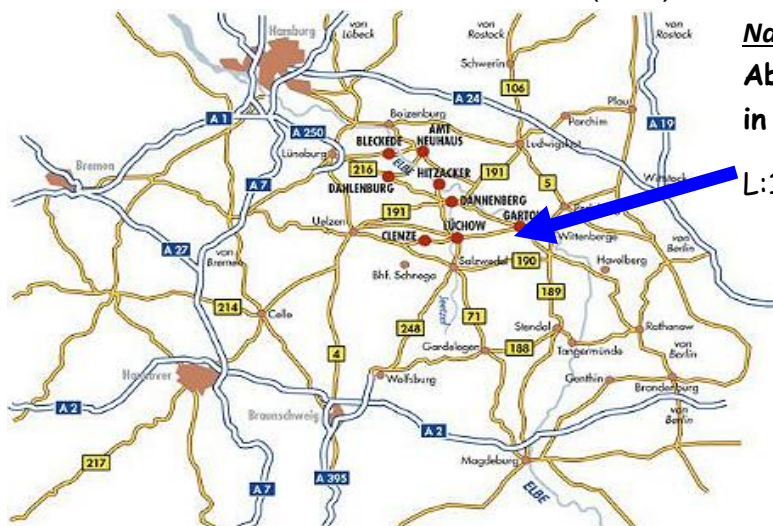 Hamburg
von
Lübeck
von
Rostock
von
Rostock
Schwerin
106
A 24
Plau
Parchim
A 19
A 1
A 250
Boizenburg
AMT
NEUHAUS
BLECKEDE
Lüneburg
ELBE
Ludwigslust
Bremen
216
HITZACKER
191
5
Wittstock
A 7
DAHLENBURG
DANNENBERG
191
GARTOW
Uelzen
LÜCHOW
CLENZE
Wittenberge
von
Berlin
A 27
von
Bremen
Salzwedel
190
Havelberg
Bhf. Schnega
189
Jeetzel
214
Celle
71
248
Stendal
Rathenow
4
Gardelegen
188
Tangermünde
von
Berlin
Hannover
Wolfsburg
Genthin
Brandenburg
A 2
Braunschweig
A 2
von
Berlin
217
Magdeburg
A 7
A 395
ELBE
Ab
in
L: